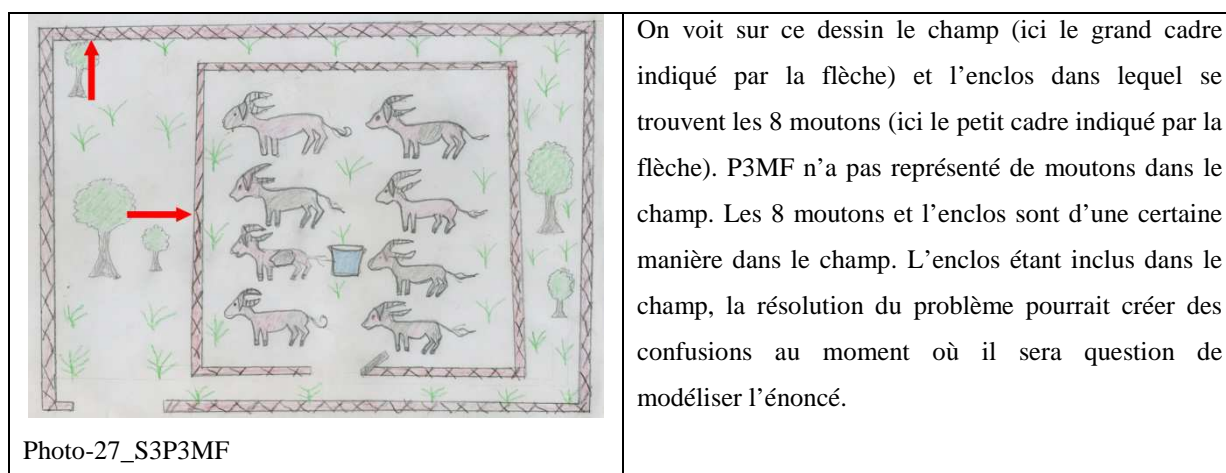 On voit sur ce dessin le champ (ici le grand cadre
indiqué par la flèche) et l’enclos dans lequel se
trouvent les 8 moutons (ici le petit cadre indiqué par la
flèche). P3MF n’a pas représenté de moutons dans le
champ. Les 8 moutons et l’enclos sont d’une certaine
manière dans le champ. L’enclos étant inclus dans le
champ, la résolution du problème pourrait créer des
confusions au moment où il sera question de
modéliser l’énoncé.
Photo-27_S3P3MF